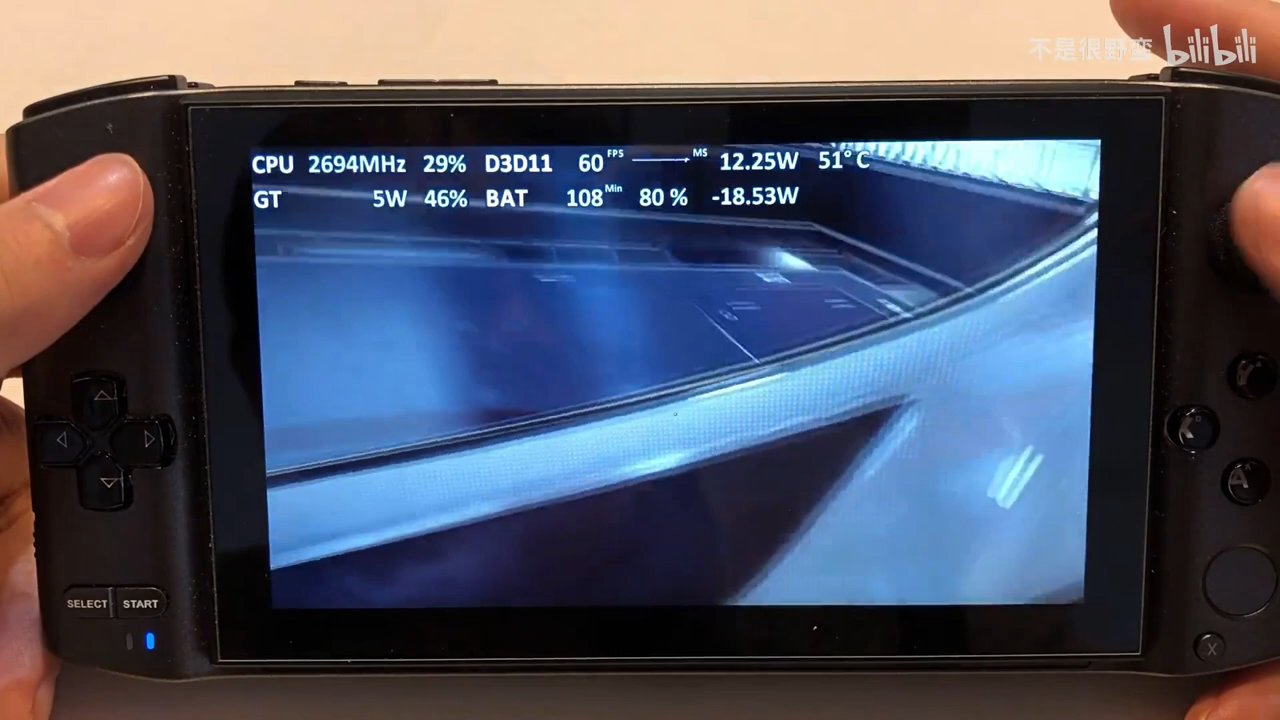 不是很野蛮 bilibili
CPU 2694MHz 29% D3D11 60 FPS MS 12.25W 51°C
GT 5W 46% BAT 108 Min 80 % -18.53W
SELECT START
A
X